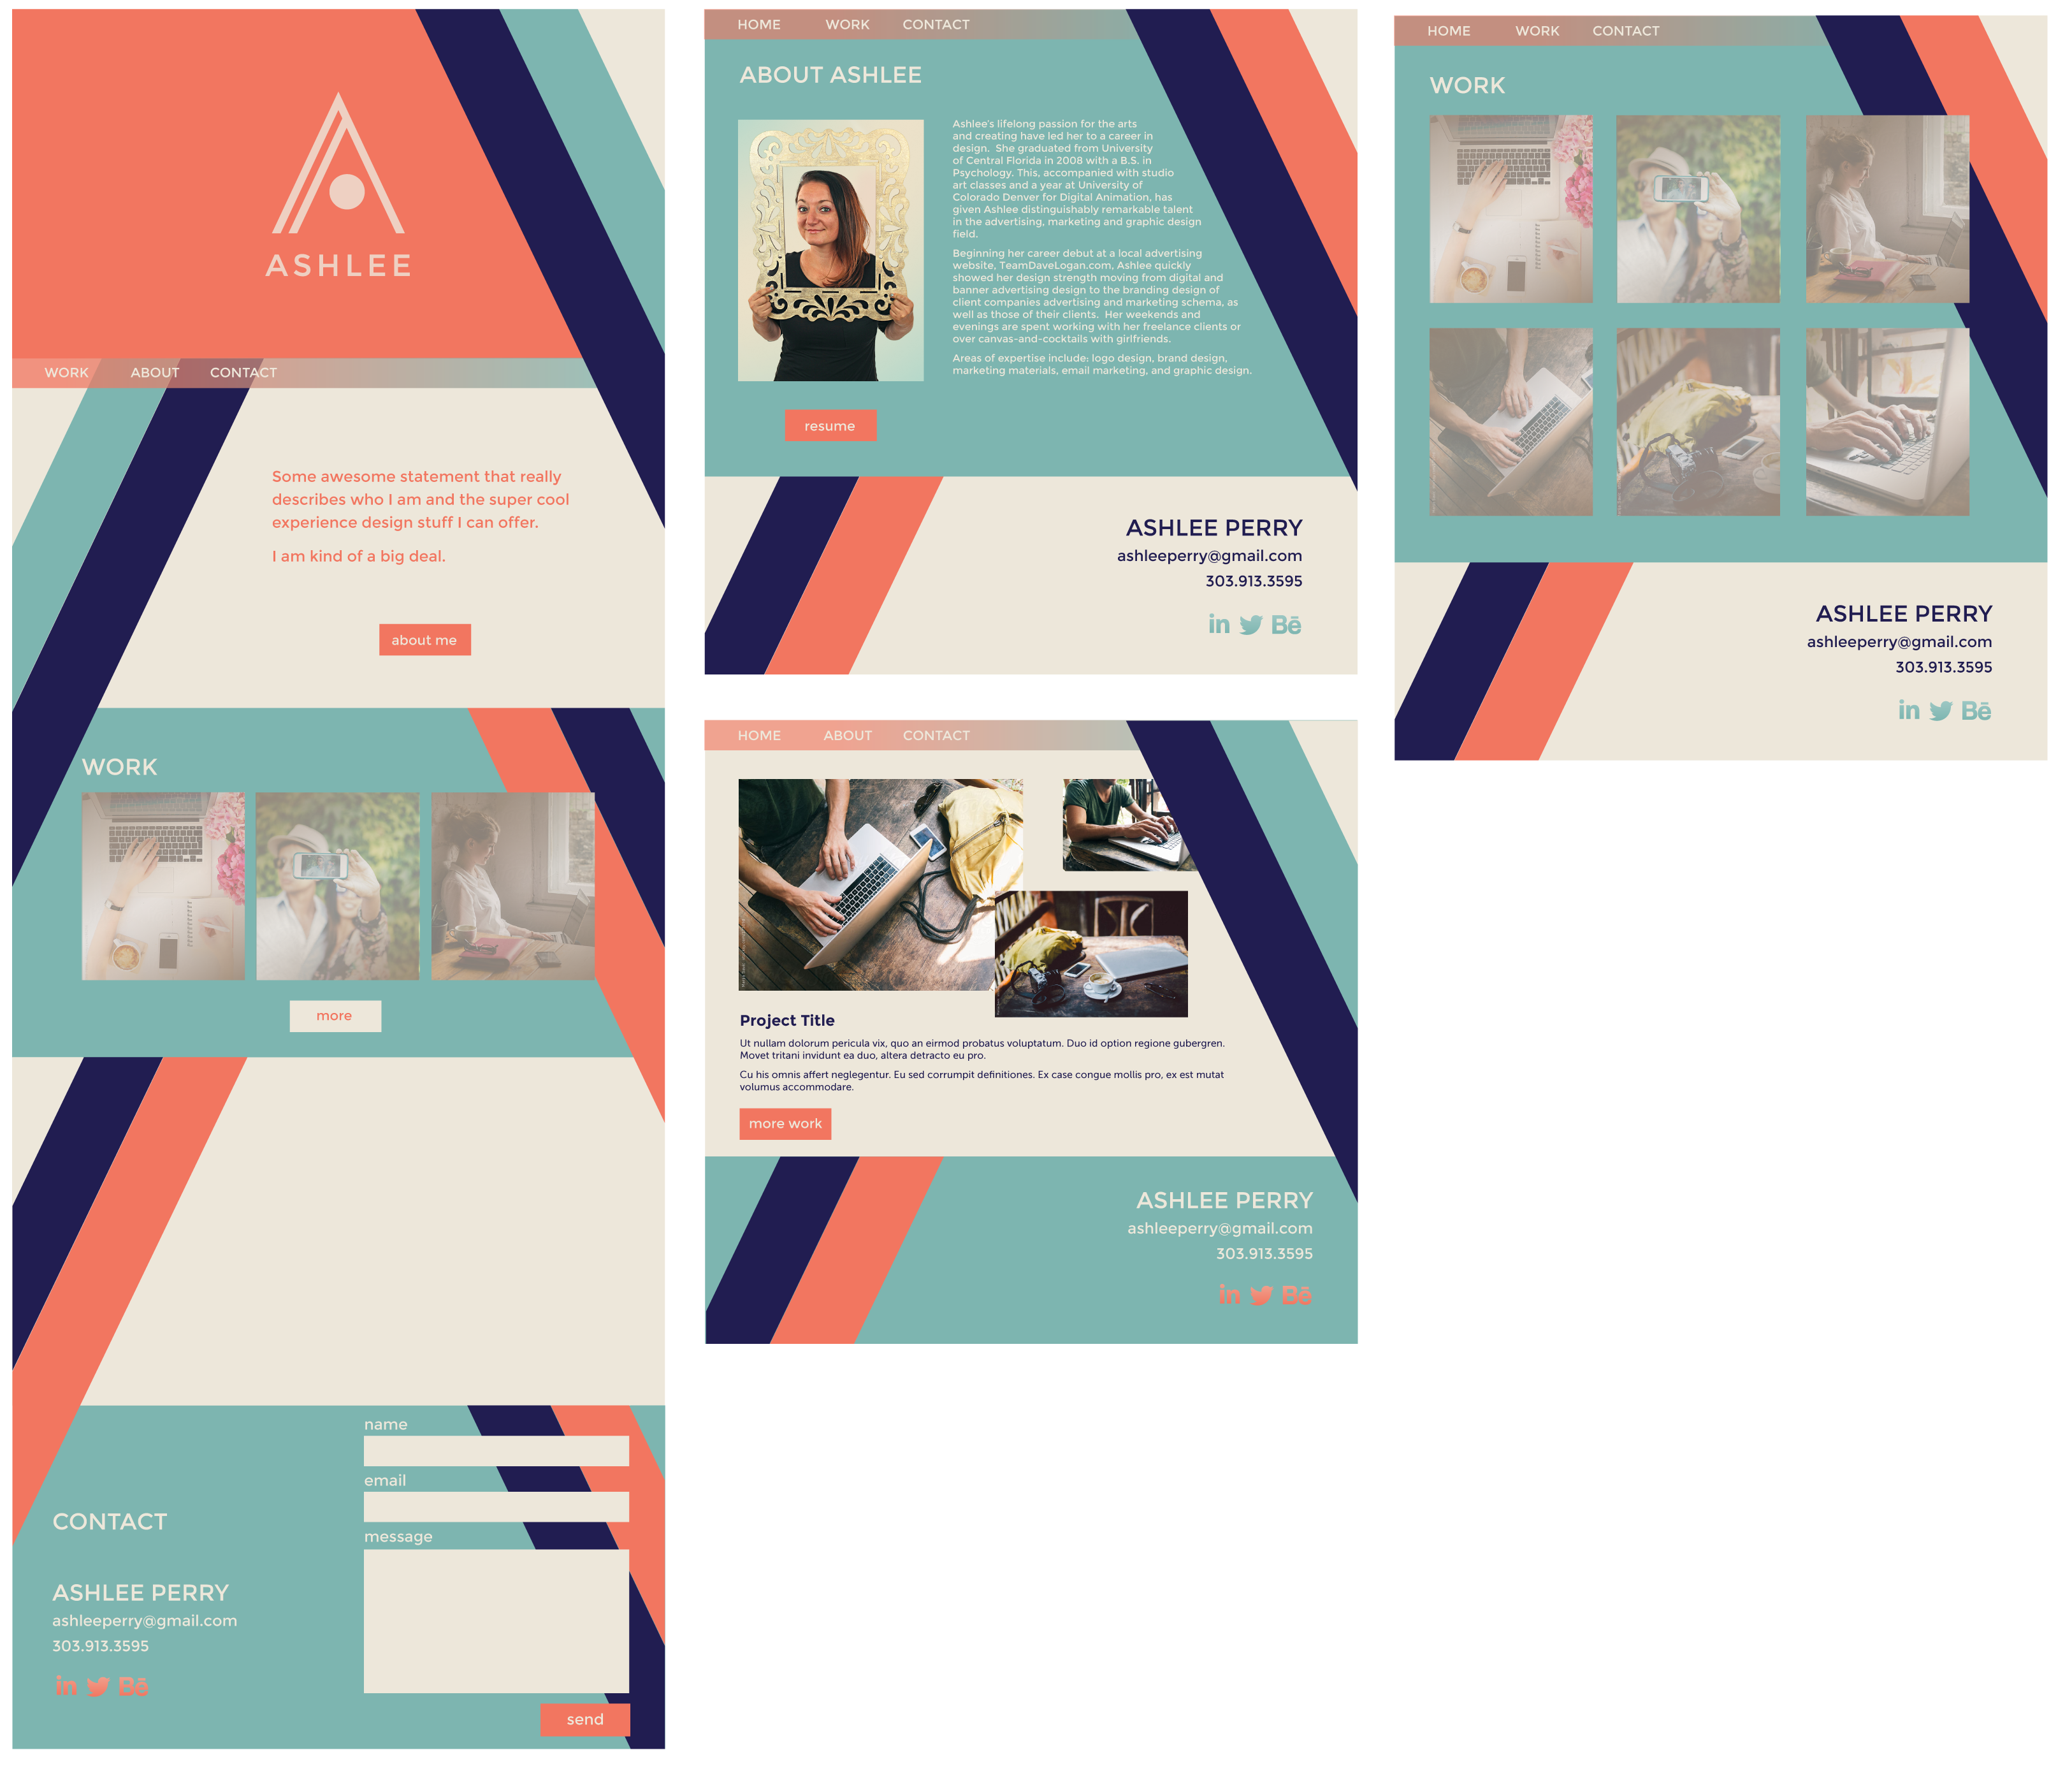 ASHLEE
WORK ABOUT CONTACT
Some awesome statement that really
describes who I am and the super cool
experience design stuff I can offer.
I am kind of a big deal.
about me
WORK
more
CONTACT
ASHLEE PERRY
ashleeperry@gmail.com
303.913.3595
in Bē
name
email
message
send
HOME WORK CONTACT
ABOUT ASHLEE
Ashlee's lifelong passion for the arts
and creating have led her to a career in
design. She graduated from University
of Central Florida in 2008 with a B.S. in
Psychology. This, accompanied with studio
art classes and a year at University of
Colorado Denver for Digital Animation, has
given Ashlee distinguishably remarkable talent
in the advertising, marketing and graphic design
field.
Beginning her career debut at a local advertising
website, TeamDaveLogan.com, Ashlee quickly
showed her design strength moving from digital and
banner advertising design to the branding design of
client companies advertising and marketing schema, as
well as those of their clients. Her weekends and
evenings are spent working with her freelance clients or
over canvas-and-cocktails with girlfriends.
Areas of expertise include: logo design, brand design,
marketing materials, email marketing, and graphic design.
resume
ASHLEE PERRY
ashleeperry@gmail.com
303.913.3595
in Bē
HOME ABOUT CONTACT
Project Title
Ut nullam dolorum pericula vix, quo an eirmod probatus voluptatum. Duo id option regione gubergren.
Movet tritani invidunt ea duo, altera detracto eu pro.
Cu his omnis affert neglegentur. Eu sed corrumpit definitiones. Ex case congue mollis pro, ex est mutat
volumus accommodare.
more work
ASHLEE PERRY
ashleeperry@gmail.com
303.913.3595
in Bē
HOME WORK CONTACT
WORK
ASHLEE PERRY
ashleeperry@gmail.com
303.913.3595
in Bē